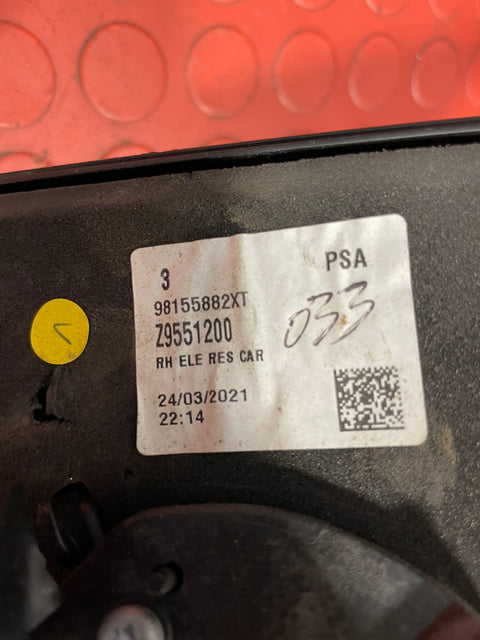 3
PSA
98155882XT
Z9551200
033
RH ELE RES CAR
24/03/2021
22:14